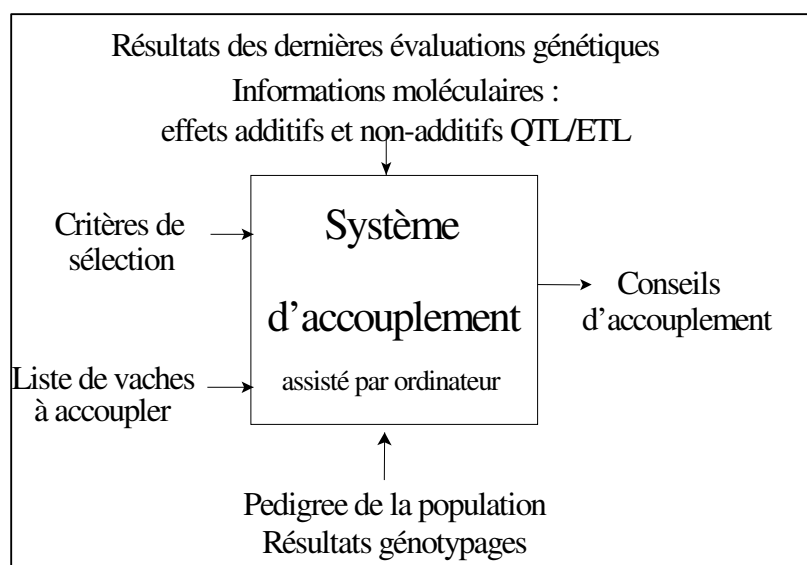 Résultats des dernières évaluations génétiques
Informations moléculaires :
effets additifs et non-additifs QTL/ETL
Critères de
sélection
Système
d'accouplement
assisté par ordinateur
Conseils
d'accouplement
Liste de vaches
à accoupler
Pedigree de la population
Résultats génotypages